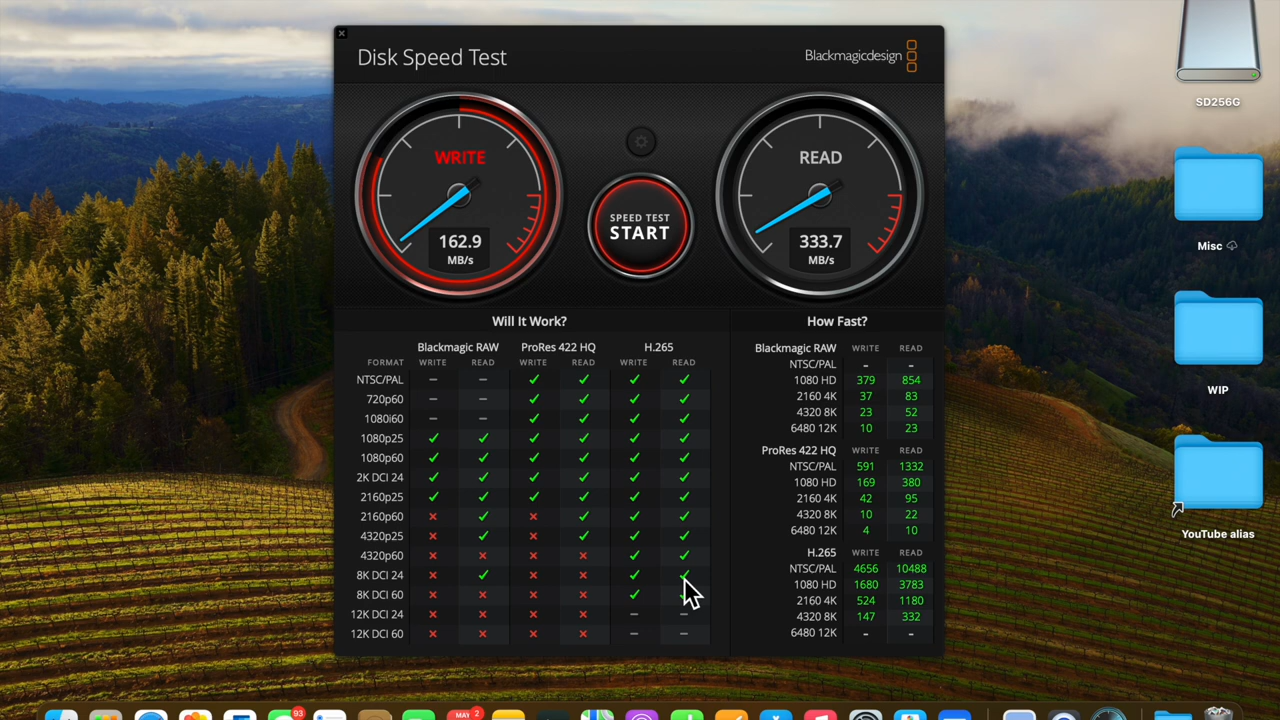 Disk Speed Test
Blackmagicdesign
WRITE
162.9
MB/s
SPEED TEST
START
READ
333.7
MB/s
Will It Work?
Blackmagic RAW ProRes 422 HQ H.265
FORMAT WRITE READ WRITE READ WRITE READ
NTSC/PAL – – ✓ ✓ ✓ ✓
720p60 – – ✓ ✓ ✓ ✓
1080i60 – – ✓ ✓ ✓ ✓
1080p25 ✓ ✓ ✓ ✓ ✓ ✓
1080p60 ✓ ✓ ✓ ✓ ✓ ✓
2K DCI 24 ✓ ✓ ✓ ✓ ✓ ✓
2160p25 ✓ ✓ ✓ ✓ ✓ ✓
2160p60 ✗ ✓ ✗ ✓ ✓ ✓
4320p25 ✗ ✓ ✗ ✓ ✓ ✓
4320p60 ✗ ✗ ✗ ✗ ✓ ✓
8K DCI 24 ✗ ✓ ✗ ✗ ✓ ✓
8K DCI 60 ✗ ✗ ✗ ✗ ✓
12K DCI 24 ✗ ✗ ✗ ✗ – –
12K DCI 60 ✗ ✗ ✗ ✗ – –
How Fast?
Blackmagic RAW WRITE READ
NTSC/PAL - -
1080 HD 379 854
2160 4K 37 83
4320 8K 23 52
6480 12K 10 23
ProRes 422 HQ WRITE READ
NTSC/PAL 591 1332
1080 HD 169 380
2160 4K 42 95
4320 8K 10 22
6480 12K 4 10
H.265 WRITE READ
NTSC/PAL 4656 10488
1080 HD 1680 3783
2160 4K 524 1180
4320 8K 147 332
6480 12K - -
SD256G
Misc
WIP
YouTube alias
93
MAY 2